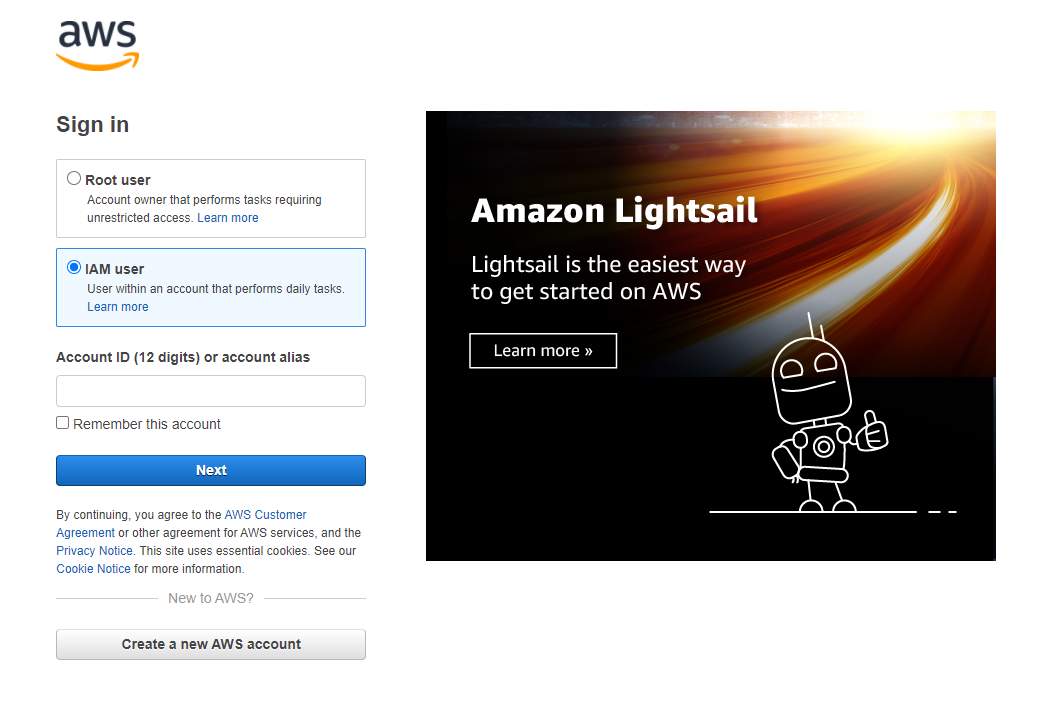 aws
Sign in
Root user
Account owner that performs tasks requiring
unrestricted access. Learn more
IAM user
User within an account that performs daily tasks.
Learn more
Account ID (12 digits) or account alias
Remember this account
Next
By continuing, you agree to the AWS Customer
Agreement or other agreement for AWS services, and the
Privacy Notice. This site uses essential cookies. See our
Cookie Notice for more information.
New to AWS?
Create a new AWS account
Amazon Lightsail
Lightsail is the easiest way
to get started on AWS
Learn more »